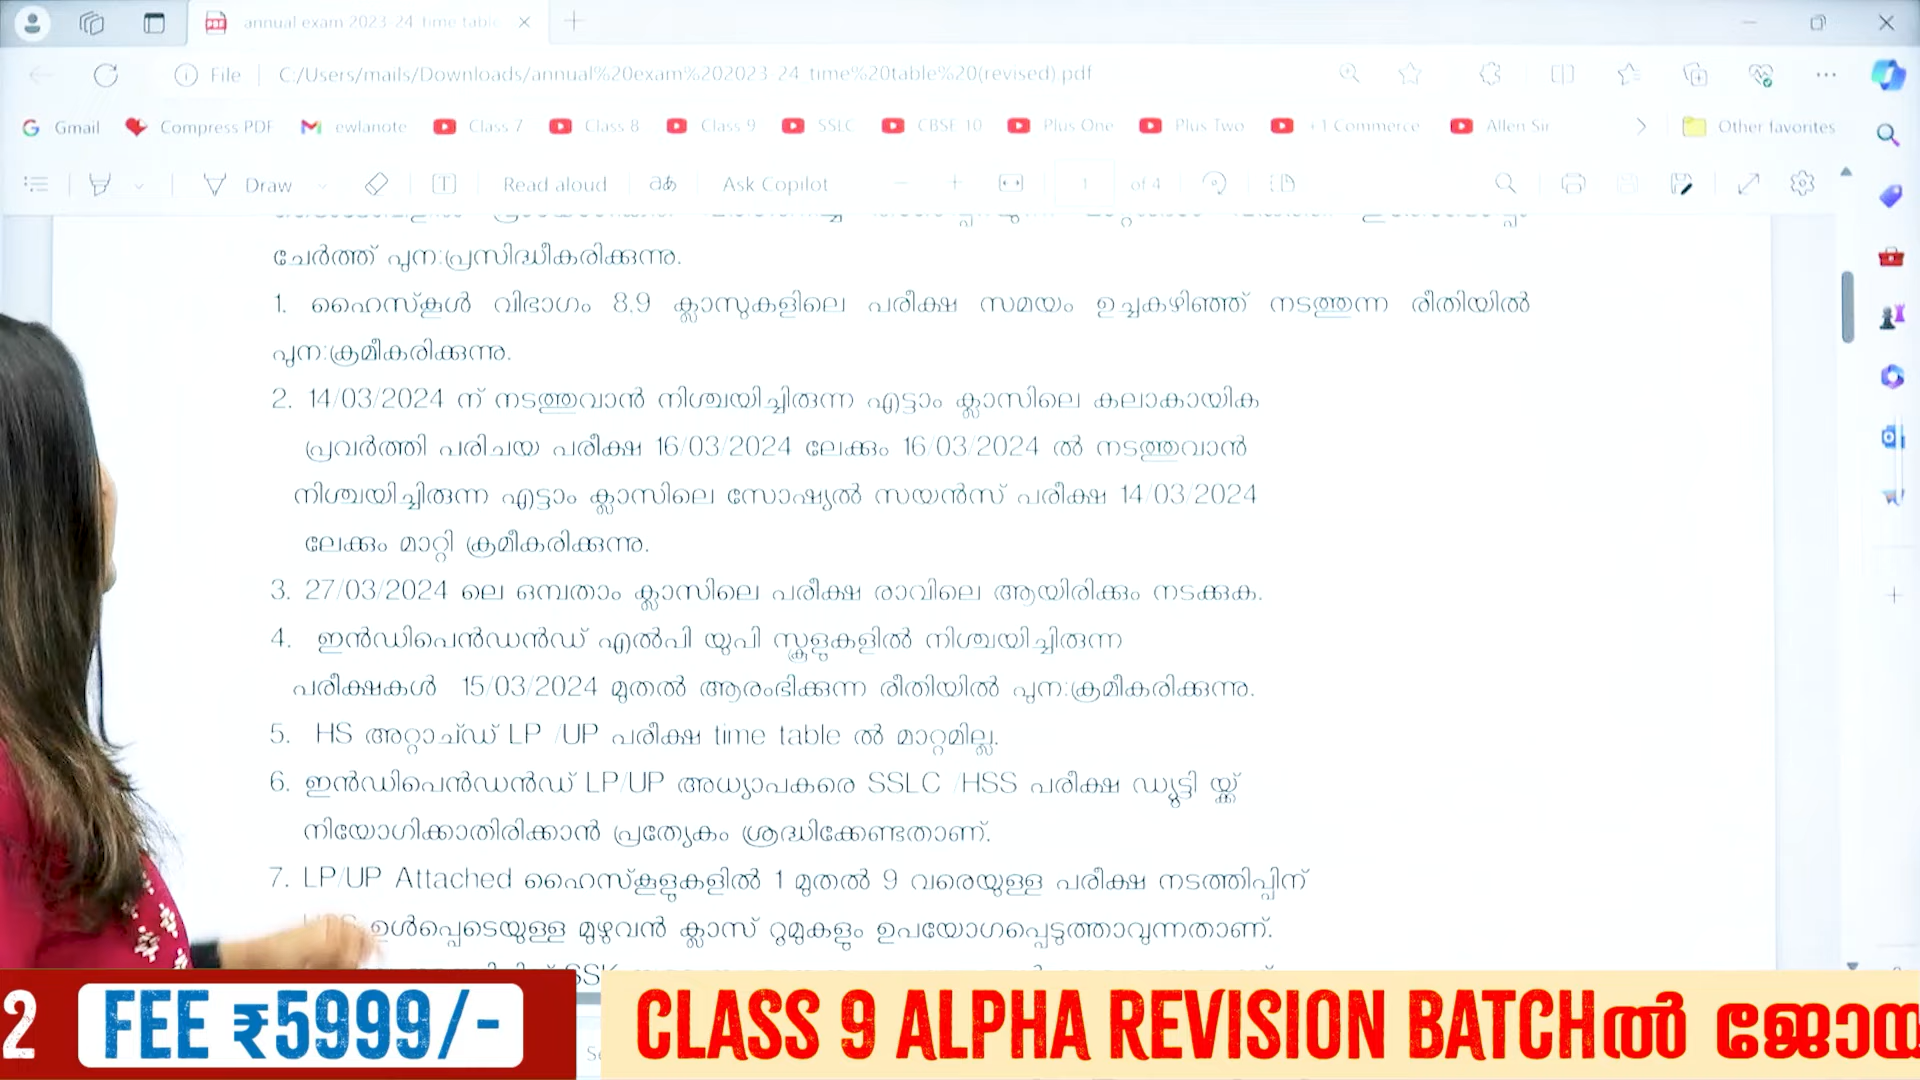 annual exam 2023-24 time table
File
C:/Users/mails/Downloads/annual%20exam%202023-24 time%20table%20(revised).pdf
Gmail Compress PDF ewlanote Class 7 Class 8 Class 9 SSLC CBSE 10 Plus One Plus Two +1 Commerce Allen Sir Other favorites
Draw Read aloud Ask Copilot 1 of 4
ചേർത്ത് പുന:പ്രസിദ്ധീകരിക്കുന്നു.
1. ഹൈസ്കൂൾ വിഭാഗം 8,9 ക്ലാസുകളിലെ പരീക്ഷ സമയം ഉച്ചകഴിഞ്ഞ് നടത്തുന്ന രീതിയിൽ
പുന:ക്രമീകരിക്കുന്നു.
2. 14/03/2024 ന് നടത്തുവാൻ നിശ്ചയിച്ചിരുന്ന എട്ടാം ക്ലാസിലെ കലാകായിക
പ്രവർത്തി പരിചയ പരീക്ഷ 16/03/2024 ലേക്കും 16/03/2024 ൽ നടത്തുവാൻ
നിശ്ചയിച്ചിരുന്ന എട്ടാം ക്ലാസിലെ സോഷ്യൽ സയൻസ് പരീക്ഷ 14/03/2024
ലേക്കും മാറ്റി ക്രമീകരിക്കുന്നു.
3. 27/03/2024 ലെ ഒമ്പതാം ക്ലാസിലെ പരീക്ഷ രാവിലെ ആയിരിക്കും നടക്കുക.
4. ഇൻഡിപെൻഡൻഡ് എൽപി യുപി സ്കൂളുകളിൽ നിശ്ചയിച്ചിരുന്ന
പരീക്ഷകൾ 15/03/2024 മുതൽ ആരംഭിക്കുന്ന രീതിയിൽ പുന:ക്രമീകരിക്കുന്നു.
5. HS അറ്റാച്ഡ് LP /UP പരീക്ഷ time table ൽ മാറ്റമില്ല.
6. ഇൻഡിപെൻഡൻഡ് LP/UP അധ്യാപകരെ SSLC /HSS പരീക്ഷ ഡ്യൂട്ടി യ്ക്ക്
നിയോഗിക്കാതിരിക്കാൻ പ്രത്യേകം ശ്രദ്ധിക്കേണ്ടതാണ്.
7. LP/UP Attached ഹൈസ്കൂളുകളിൽ 1 മുതൽ 9 വരെയുള്ള പരീക്ഷ നടത്തിപ്പിന്
ഉൾപ്പെടെയുള്ള മുഴുവൻ ക്ലാസ് റൂമുകളും ഉപയോഗപ്പെടുത്താവുന്നതാണ്.
2 FEE ₹5999/- CLASS 9 ALPHA REVISION BATCHൽ ജോയ